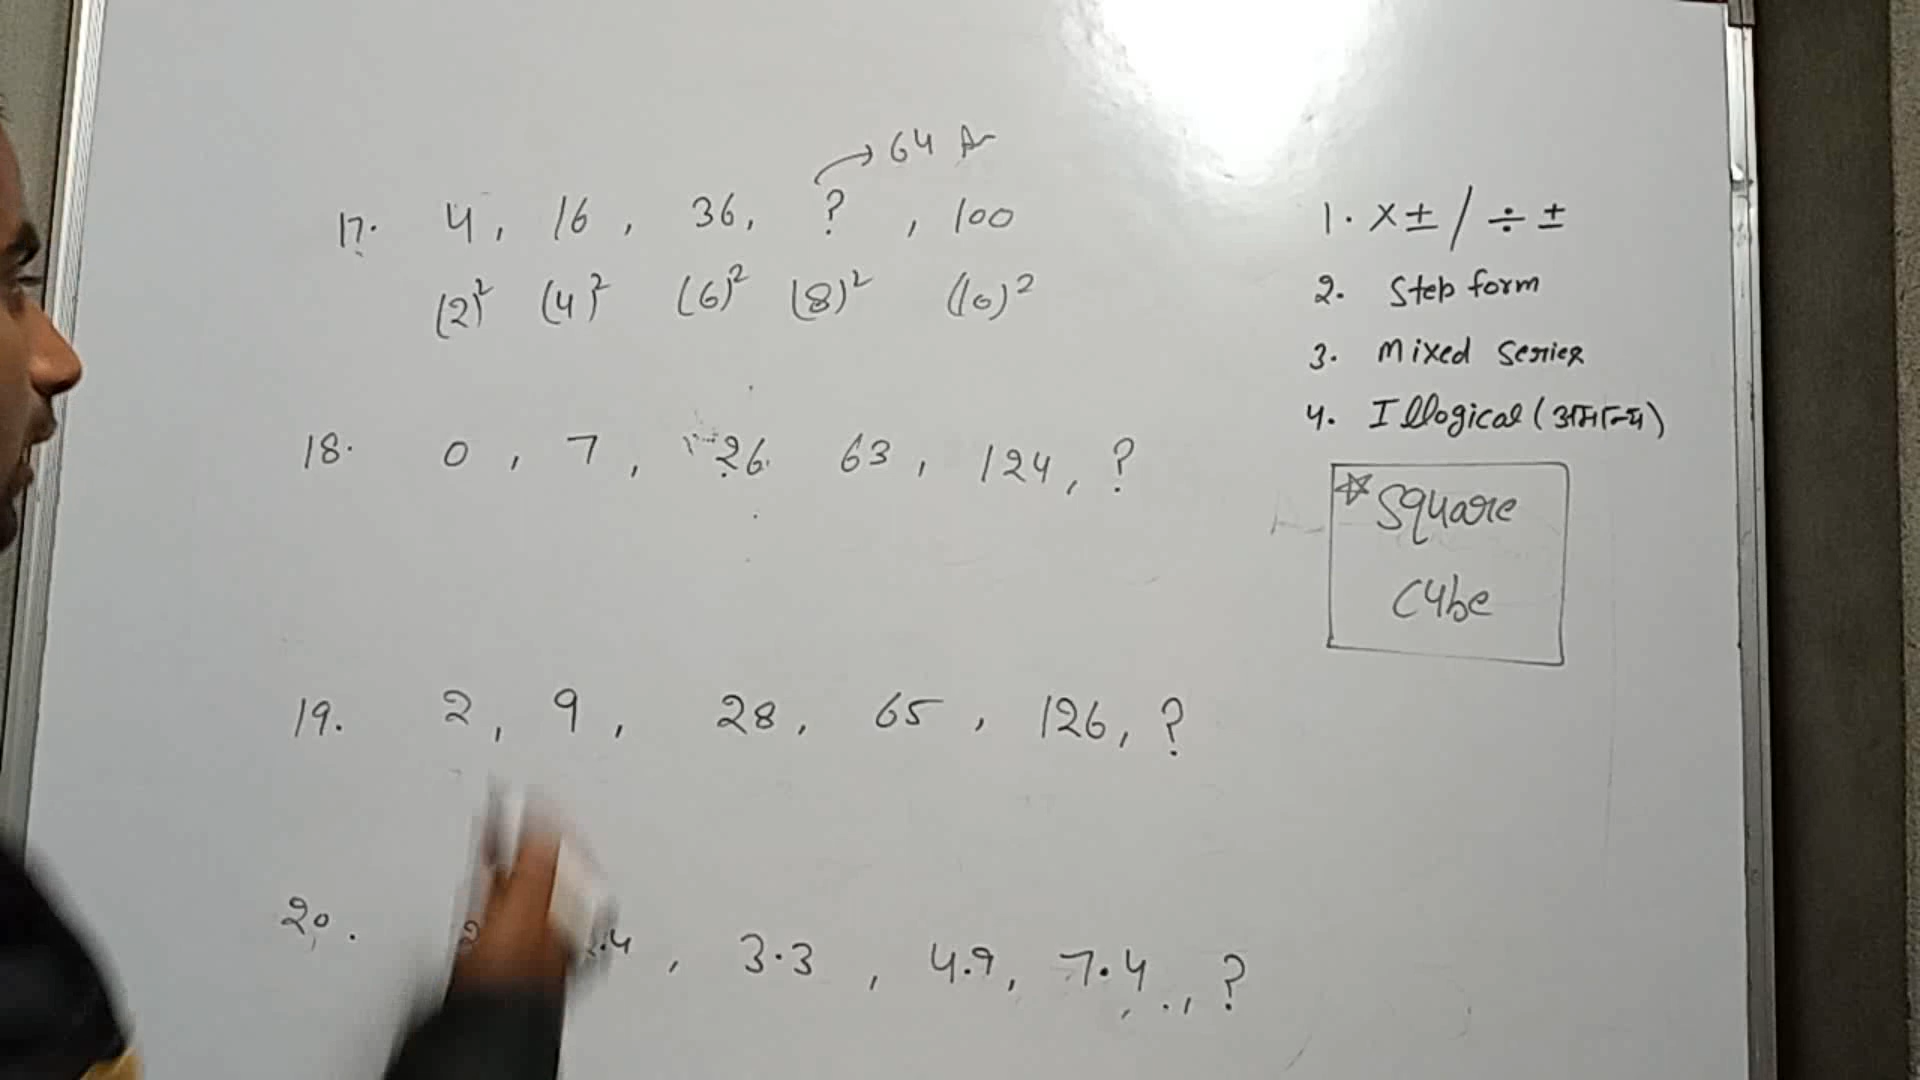 → 64 A
17. 4, 16, 36, ?, 100
(2)² (4)² (6)² (8)² (10)²
18. 0, 7, 26 63, 124, ?
19. 2, 9, 28, 65, 126, ?
20. .4, 3.3, 4.9, 7.4, ?
1. ×± / ÷ ±
2. Step form
3. Mixed Series
4. Illogical (
☆ Square
Cube